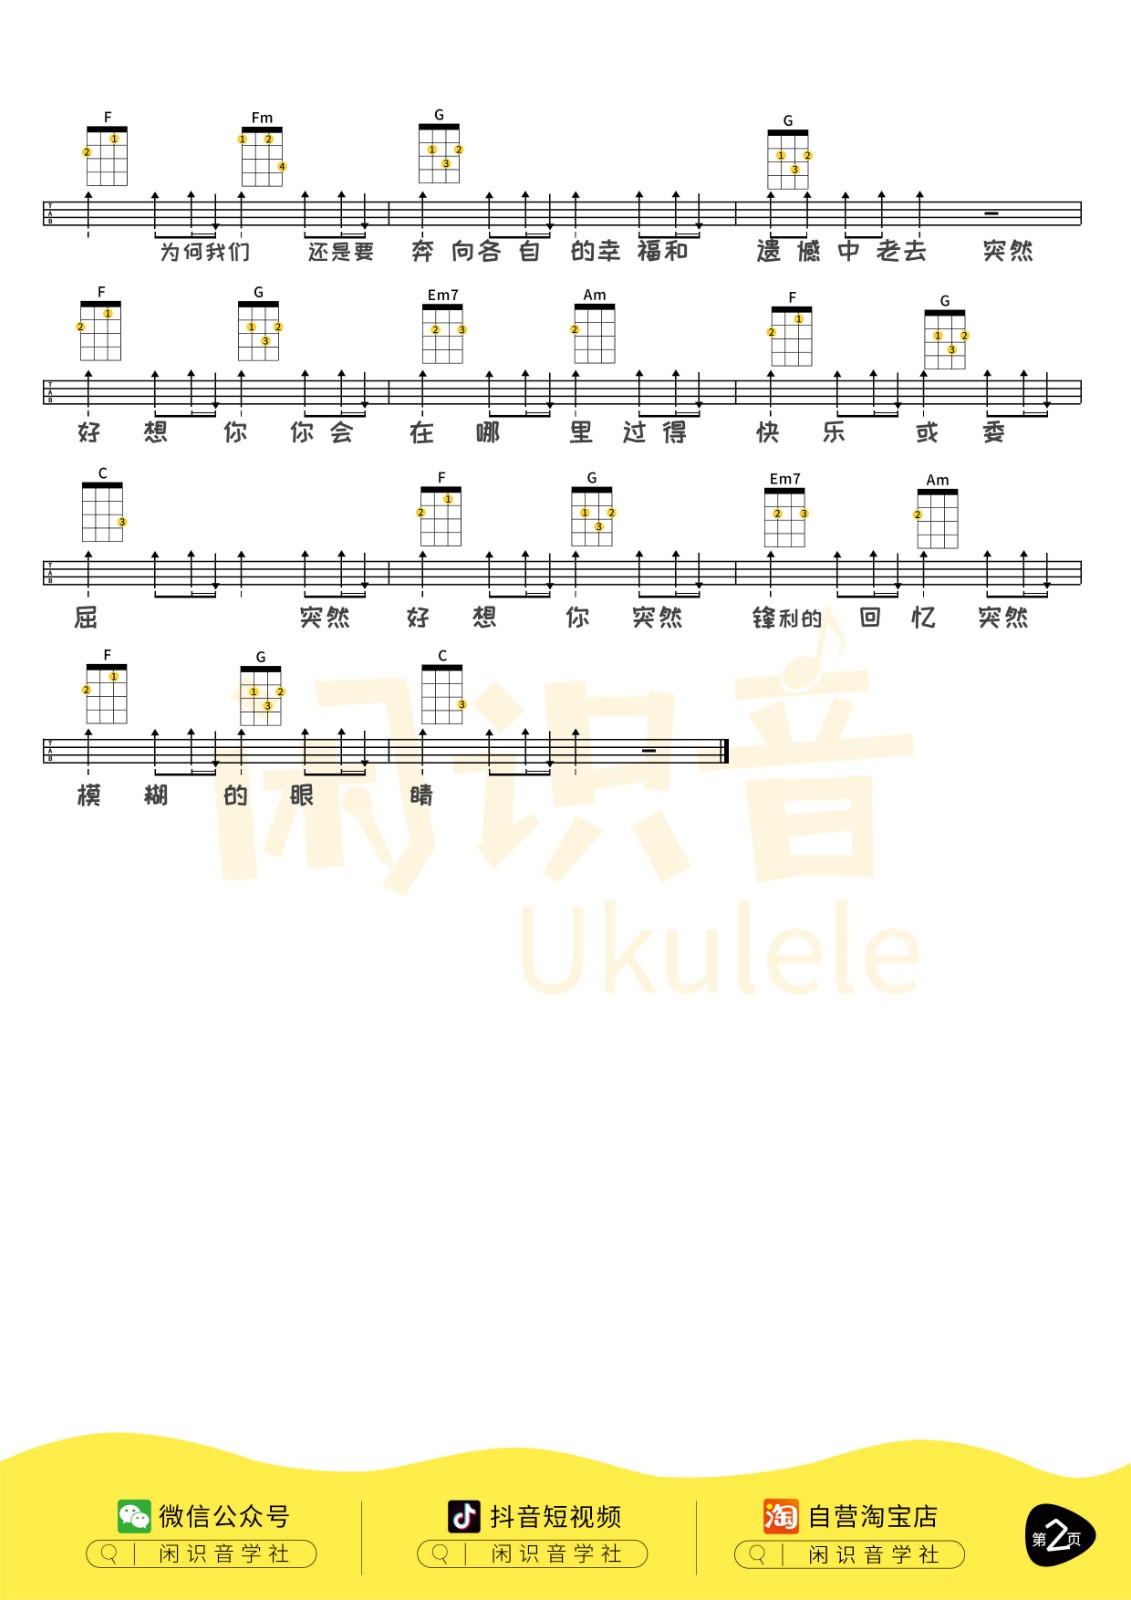 F Fm G G
为何我们 还是要 奔 向各 自 的幸 福和 遗 憾 中 老去 突然
F G Em7 Am F G
好 想 你 你 会 在 哪 里 过 得 快 乐 或 委
C F G Em7 Am
屈 突然 好 想 你 突然 锋利的 回 忆 突然
F G C
模 糊 的 眼 睛
闲识音
Ukulele
微信公众号 抖音短视频 自营淘宝店
闲识音学社 闲识音学社 闲识音学社
第2页